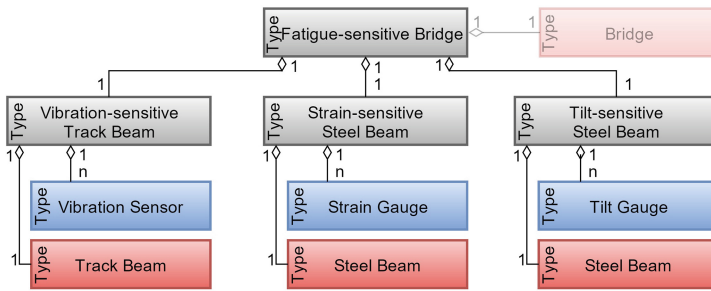 Type
Fatigue-sensitive Bridge
1
1
Type
Bridge
1
1
1
1
1
1
Type
Vibration-sensitive
Track Beam
Type
Strain-sensitive
Steel Beam
Type
Tilt-sensitive
Steel Beam
1
1
n
1
1
n
1
1
n
Type
Vibration Sensor
Type
Strain Gauge
Type
Tilt Gauge
1
Type
Track Beam
1
Type
Steel Beam
1
Type
Steel Beam